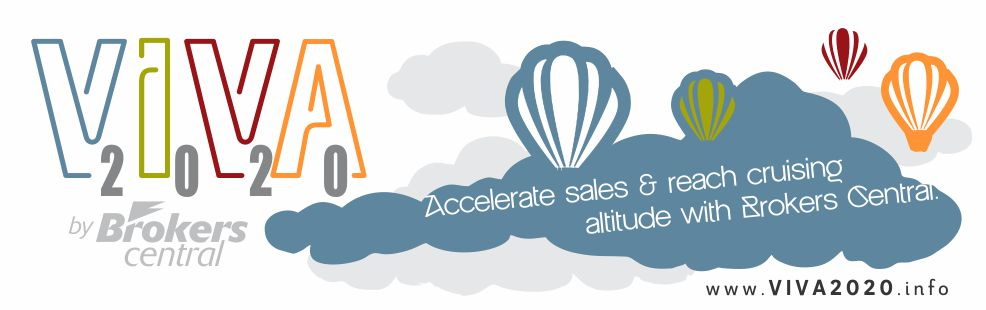 VIVA
2020
by Brokers
central
Accelerate sales & reach cruising
altitude with Brokers Central.
www.VIVA2020.info